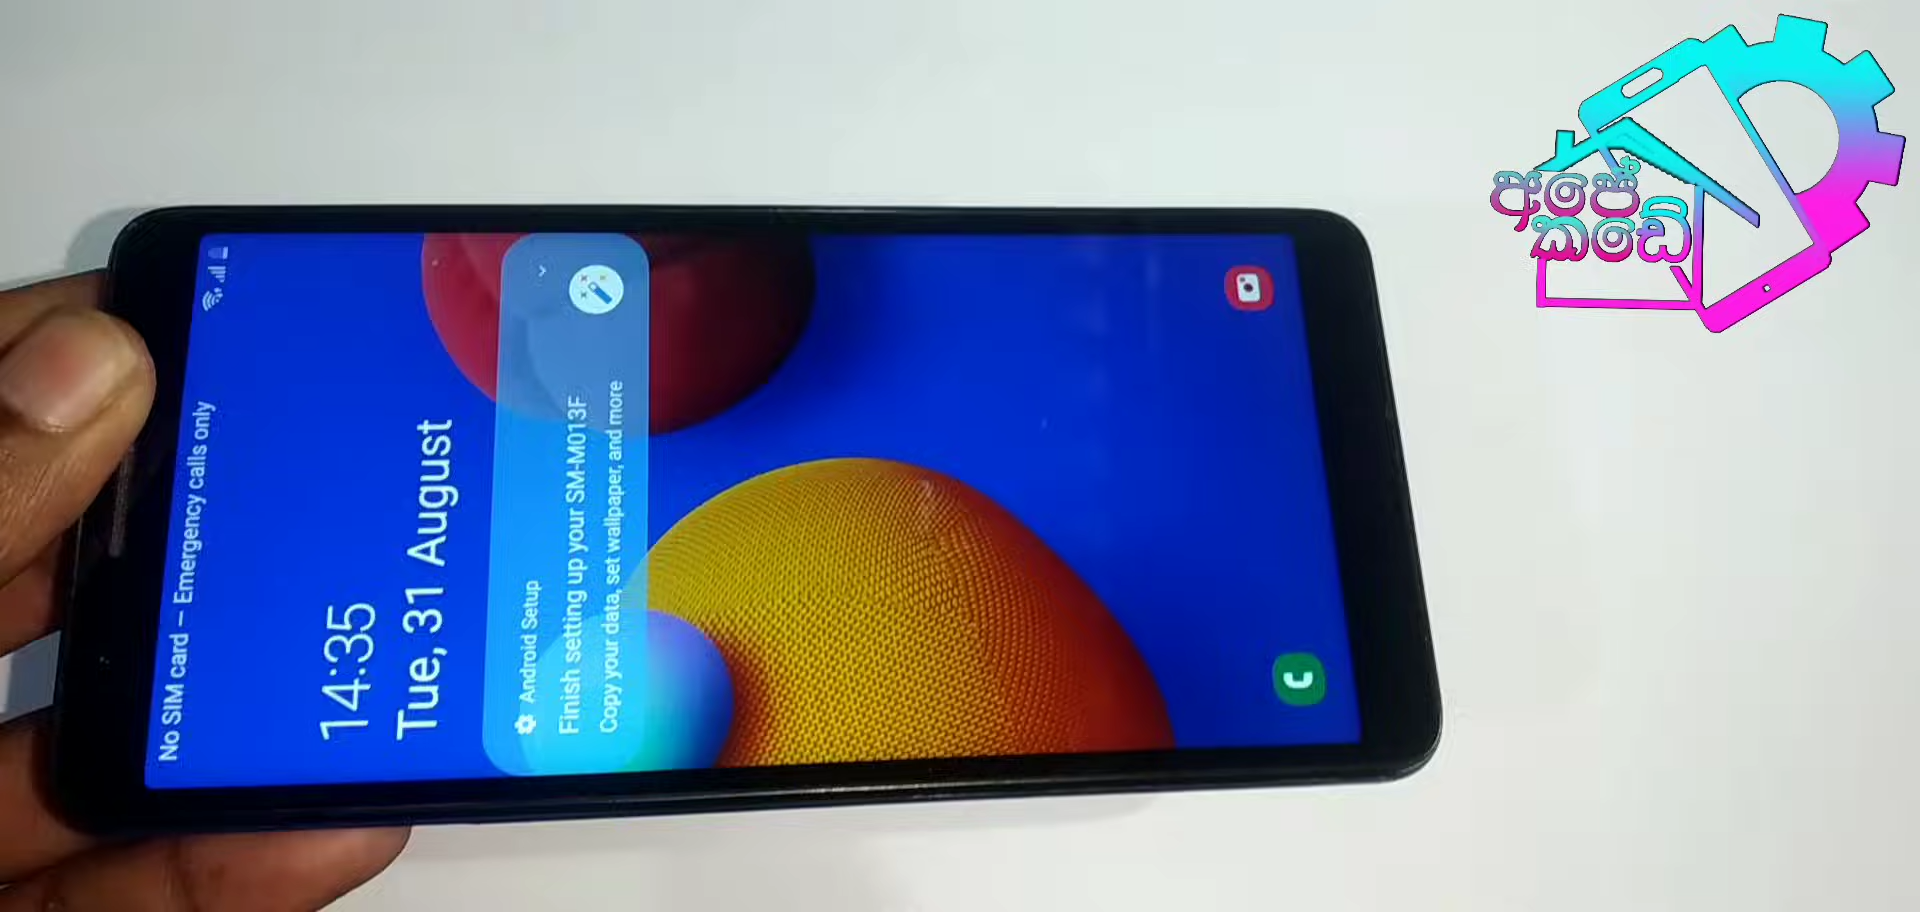 No SIM card – Emergency calls only
14:35
Tue, 31 August
Android Setup
Finish setting up your SM-M013F
Copy your data, set wallpaper, and more
අපේ
කඩේ